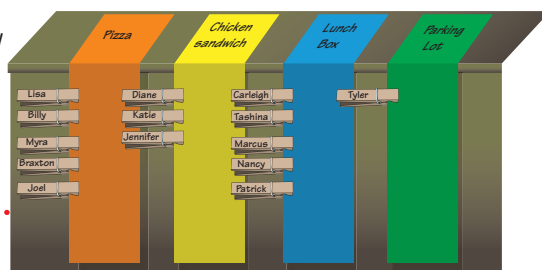 Pizza
Chicken
sandwich
Lunch
Box
Parking
Lot
Lisa
Billy
Myra
Braxton
Joel
Diane
Katie
Jennifer
Carleigh
Tashina
Marcus
Nancy
Patrick
Tyler